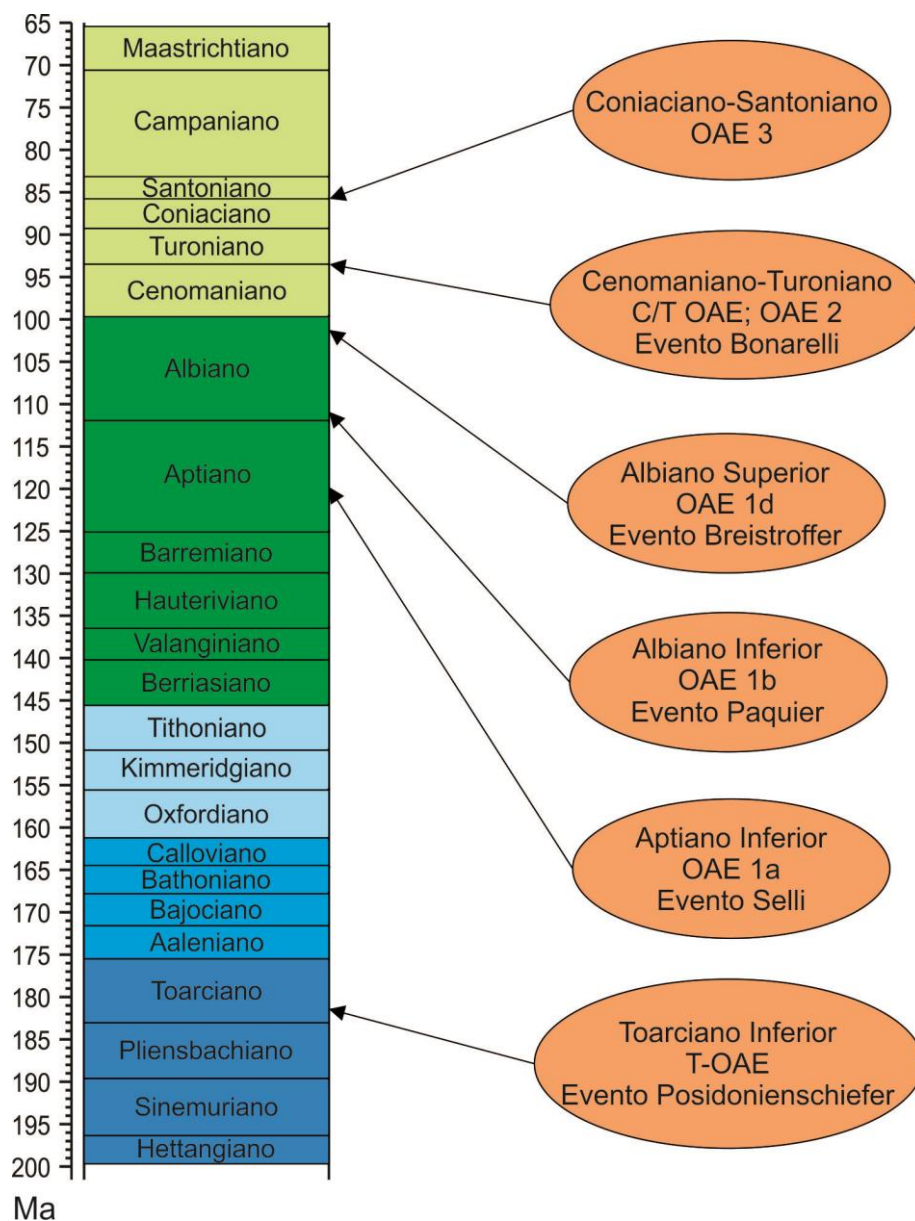 65
70
75
80
85
90
95
100
105
110
115
120
125
130
135
140
145
150
155
160
165
170
175
180
185
190
195
200
Ma
Maastrichtiano
Campaniano
Santoniano
Coniaciano
Turoniano
Cenomaniano
Albiano
Aptiano
Barremiano
Hauteriviano
Valanginiano
Berriasiano
Tithoniano
Kimmeridgiano
Oxfordiano
Calloviano
Bathoniano
Bajociano
Aaleniano
Toarciano
Pliensbachiano
Sinemuriano
Hettangiano
Coniaciano-Santoniano
OAE 3
Cenomaniano-Turoniano
C/T OAE; OAE 2
Evento Bonarelli
Albiano Superior
OAE 1d
Evento Breistroffer
Albiano Inferior
OAE 1b
Evento Paquier
Aptiano Inferior
OAE 1a
Evento Selli
Toarciano Inferior
T-OAE
Evento Posidonienschiefer